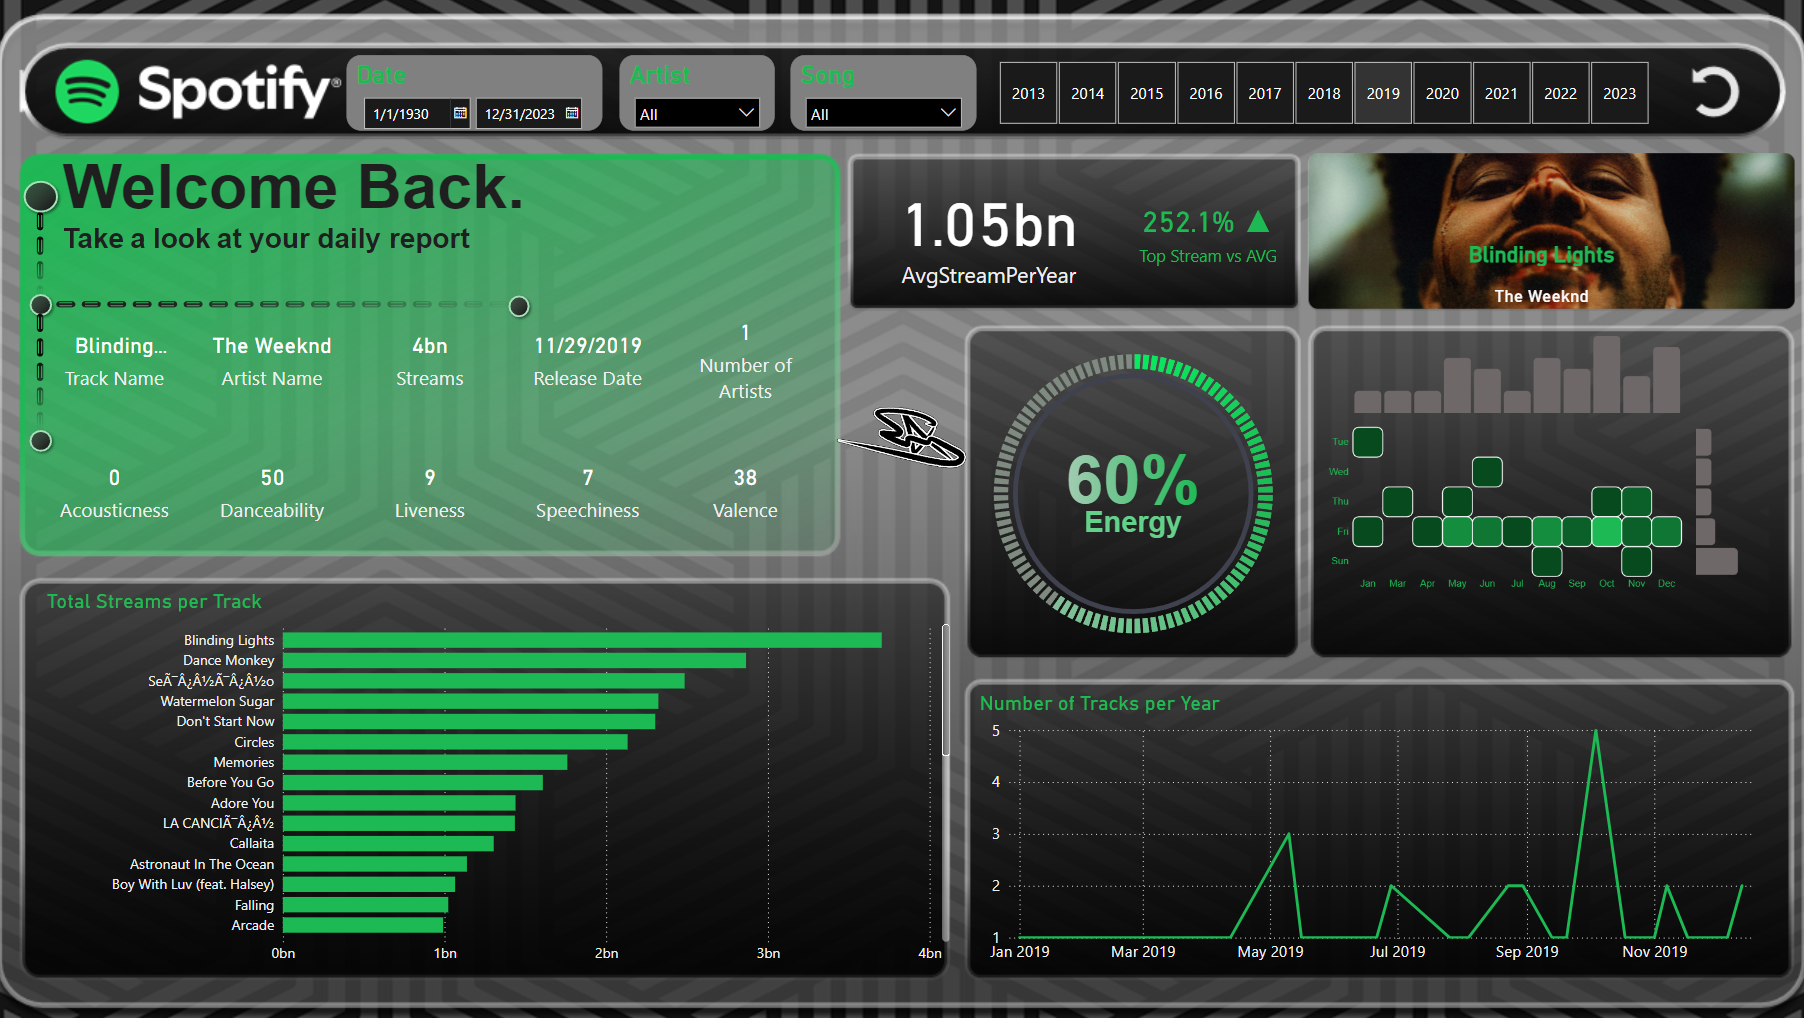 Spotify®
Date
1/1/1930
12/31/2023
Artist
All
Song
All
2013
2014
2015
2016
2017
2018
2019
2020
2021
2022
2023
Welcome Back.
Take a look at your daily report
Blinding...
Track Name
The Weeknd
Artist Name
4bn
Streams
11/29/2019
Release Date
1
Number of
Artists
0
Acousticness
50
Danceability
9
Liveness
7
Speechiness
38
Valence
1.05bn
AvgStreamPerYear
252.1%
Top Stream vs AVG
Blinding Lights
The Weeknd
60%
Energy
Tue
Wed
Thu
Fri
Sun
Jan
Mar
Apr
May
Jun
Jul
Aug
Sep
Oct
Nov
Dec
Total Streams per Track
Blinding Lights
Dance Monkey
SeÃ¯Â¿Â½Ã¯Â¿Â½o
Watermelon Sugar
Don't Start Now
Circles
Memories
Before You Go
Adore You
LA CANCIÃ¯Â¿Â½
Callaita
Astronaut In The Ocean
Boy With Luv (feat. Halsey)
Falling
Arcade
0bn
1bn
2bn
3bn
4bn
Number of Tracks per Year
5
4
3
2
1
Jan 2019
Mar 2019
May 2019
Jul 2019
Sep 2019
Nov 2019